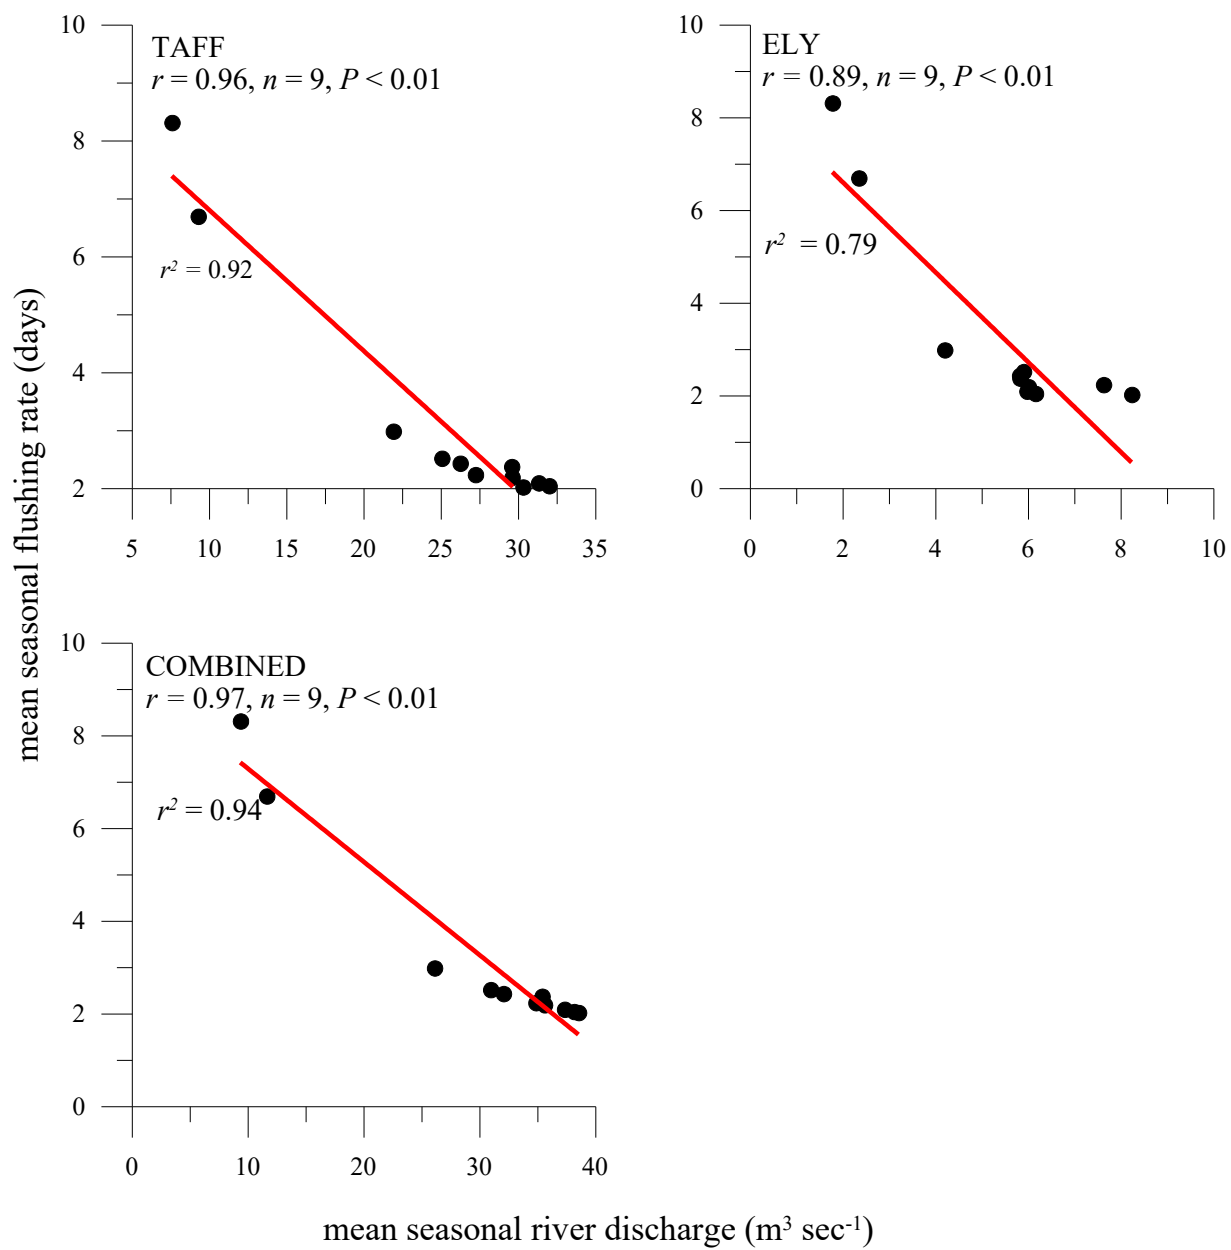 TAFF
r = 0.96, n = 9, P < 0.01
r² = 0.92
10
8
6
4
2
5 10 15 20 25 30 35
ELY
r = 0.89, n = 9, P < 0.01
r² = 0.79
10
8
6
4
2
0
0 2 4 6 8 10
mean seasonal flushing rate (days)
COMBINED
r = 0.97, n = 9, P < 0.01
r² = 0.94
10
8
6
4
2
0
0 10 20 30 40
mean seasonal river discharge (m³ sec⁻¹)